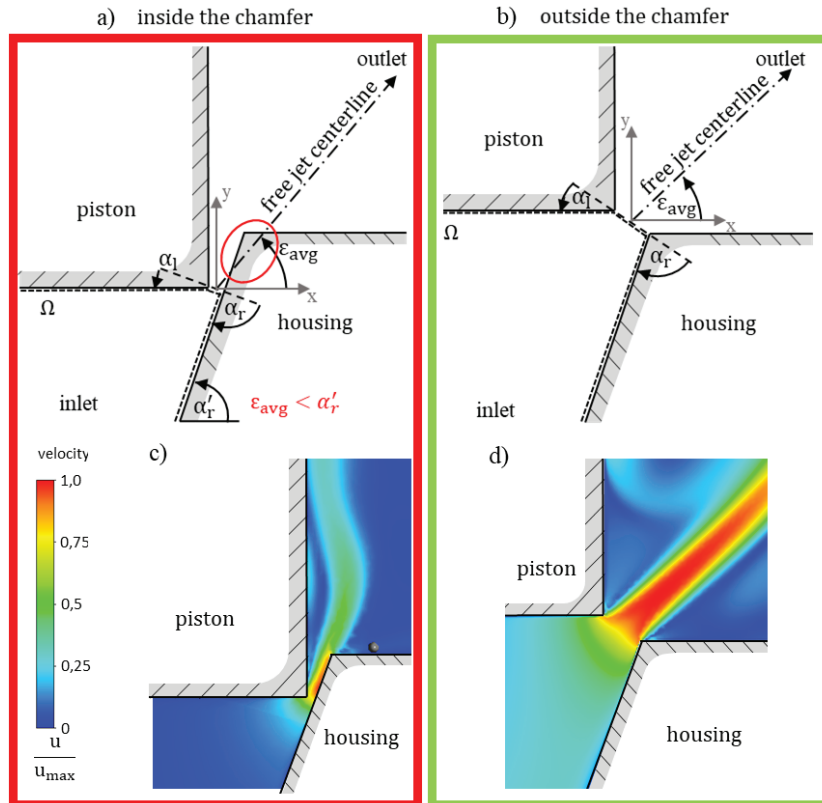 a) inside the chamfer
b) outside the chamfer
outlet
free jet centerline
piston
y
α_l
ε_avg
x
Ω
α_r
housing
inlet
α′_r
ε_avg < α′_r
outlet
free jet centerline
piston
y
α_l
ε_avg
x
Ω
α_r
housing
inlet
c)
velocity
1,0
0,75
0,5
0,25
0
u
u_max
piston
housing
d)
piston
housing